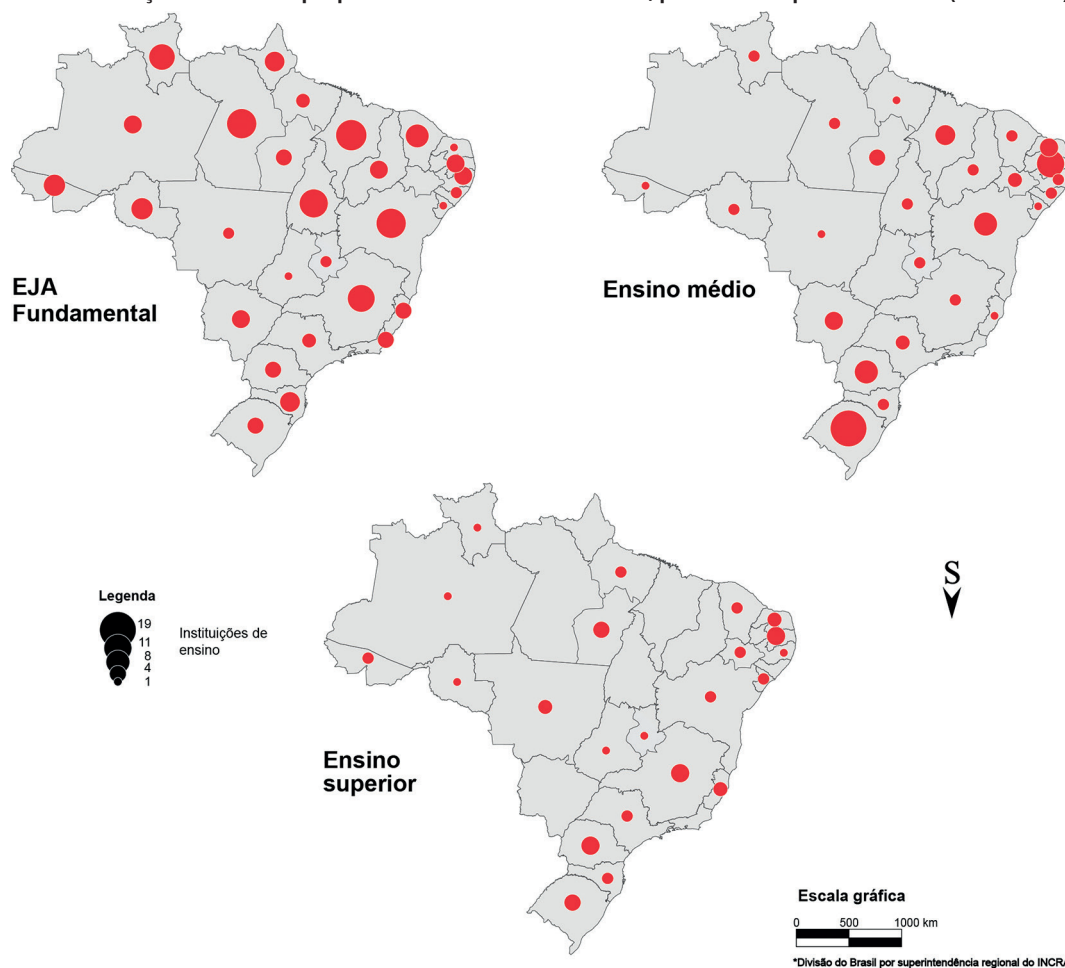 EJA
Fundamental
Ensino médio
Legenda
19
11
8
4
1
Instituições de
ensino
Ensino
superior
S
Escala gráfica
0 500 1000 km
*Divisão do Brasil por superintendência regional do INCRA